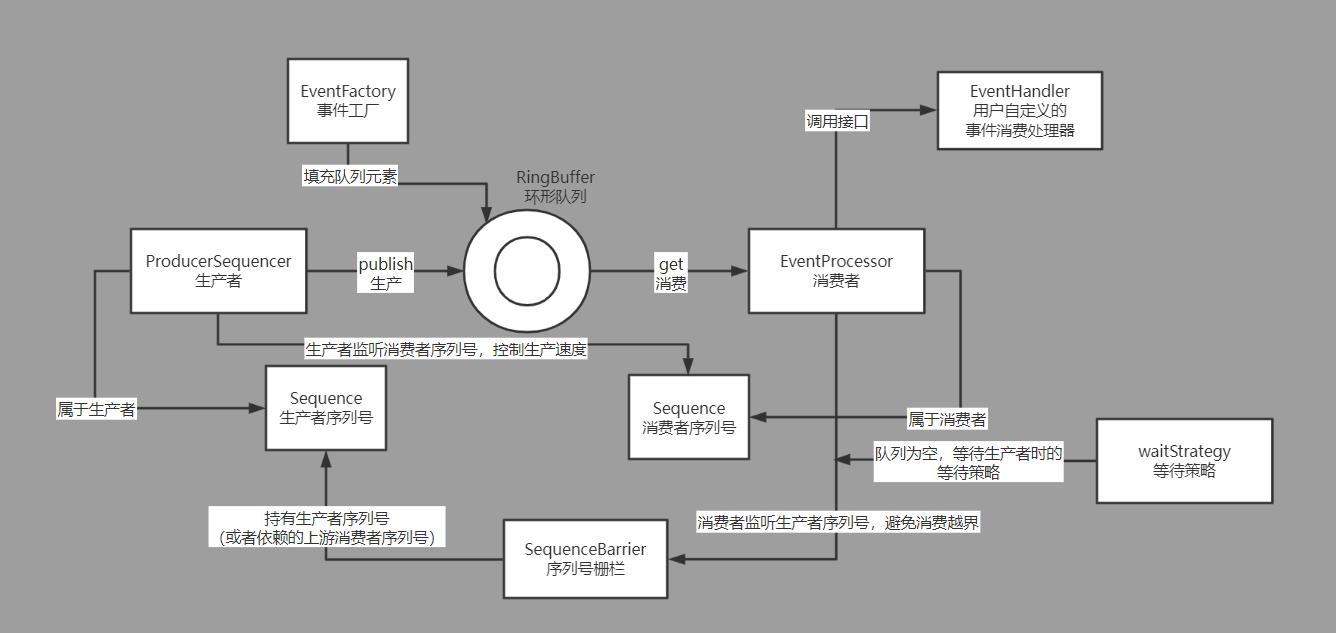 EventFactory
事件工厂
EventHandler
用户自定义的
事件消费处理器
调用接口
填充队列元素
RingBuffer
环形队列
ProducerSequencer
生产者
publish
生产
get
消费
EventProcessor
消费者
生产者监听消费者序列号，控制生产速度
Sequence
生产者序列号
属于生产者
Sequence
消费者序列号
属于消费者
队列为空，等待生产者时的
等待策略
waitStrategy
等待策略
持有生产者序列号
（或者依赖的上游消费者序列号）
消费者监听生产者序列号，避免消费越界
SequenceBarrier
序列号栅栏